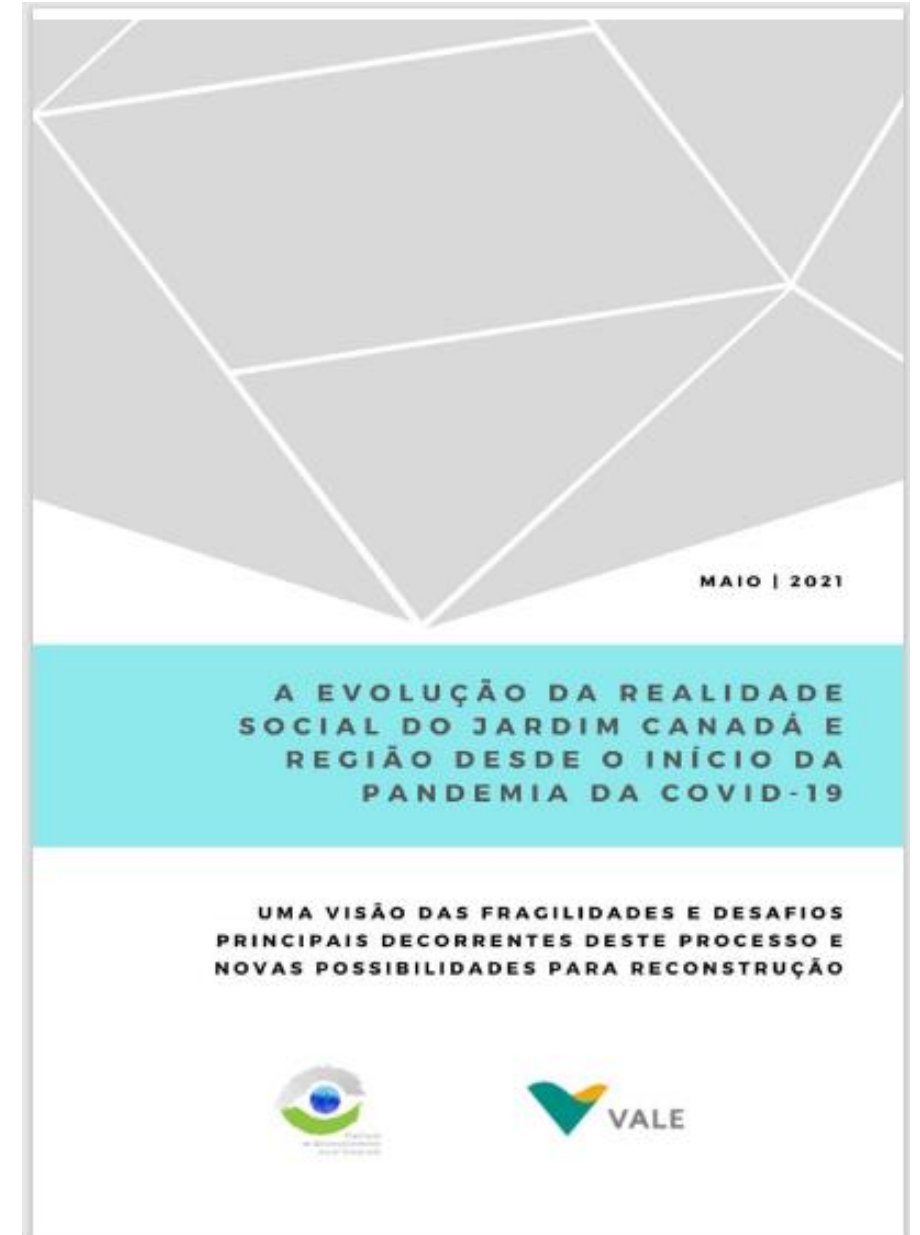 MAIO | 2021
A EVOLUÇÃO DA REALIDADE
SOCIAL DO JARDIM CANADÁ E
REGIÃO DESDE O INÍCIO DA
PANDEMIA DA COVID-19
UMA VISÃO DAS FRAGILIDADES E DESAFIOS
PRINCIPAIS DECORRENTES DESTE PROCESSO E
NOVAS POSSIBILIDADES PARA RECONSTRUÇÃO
VALE